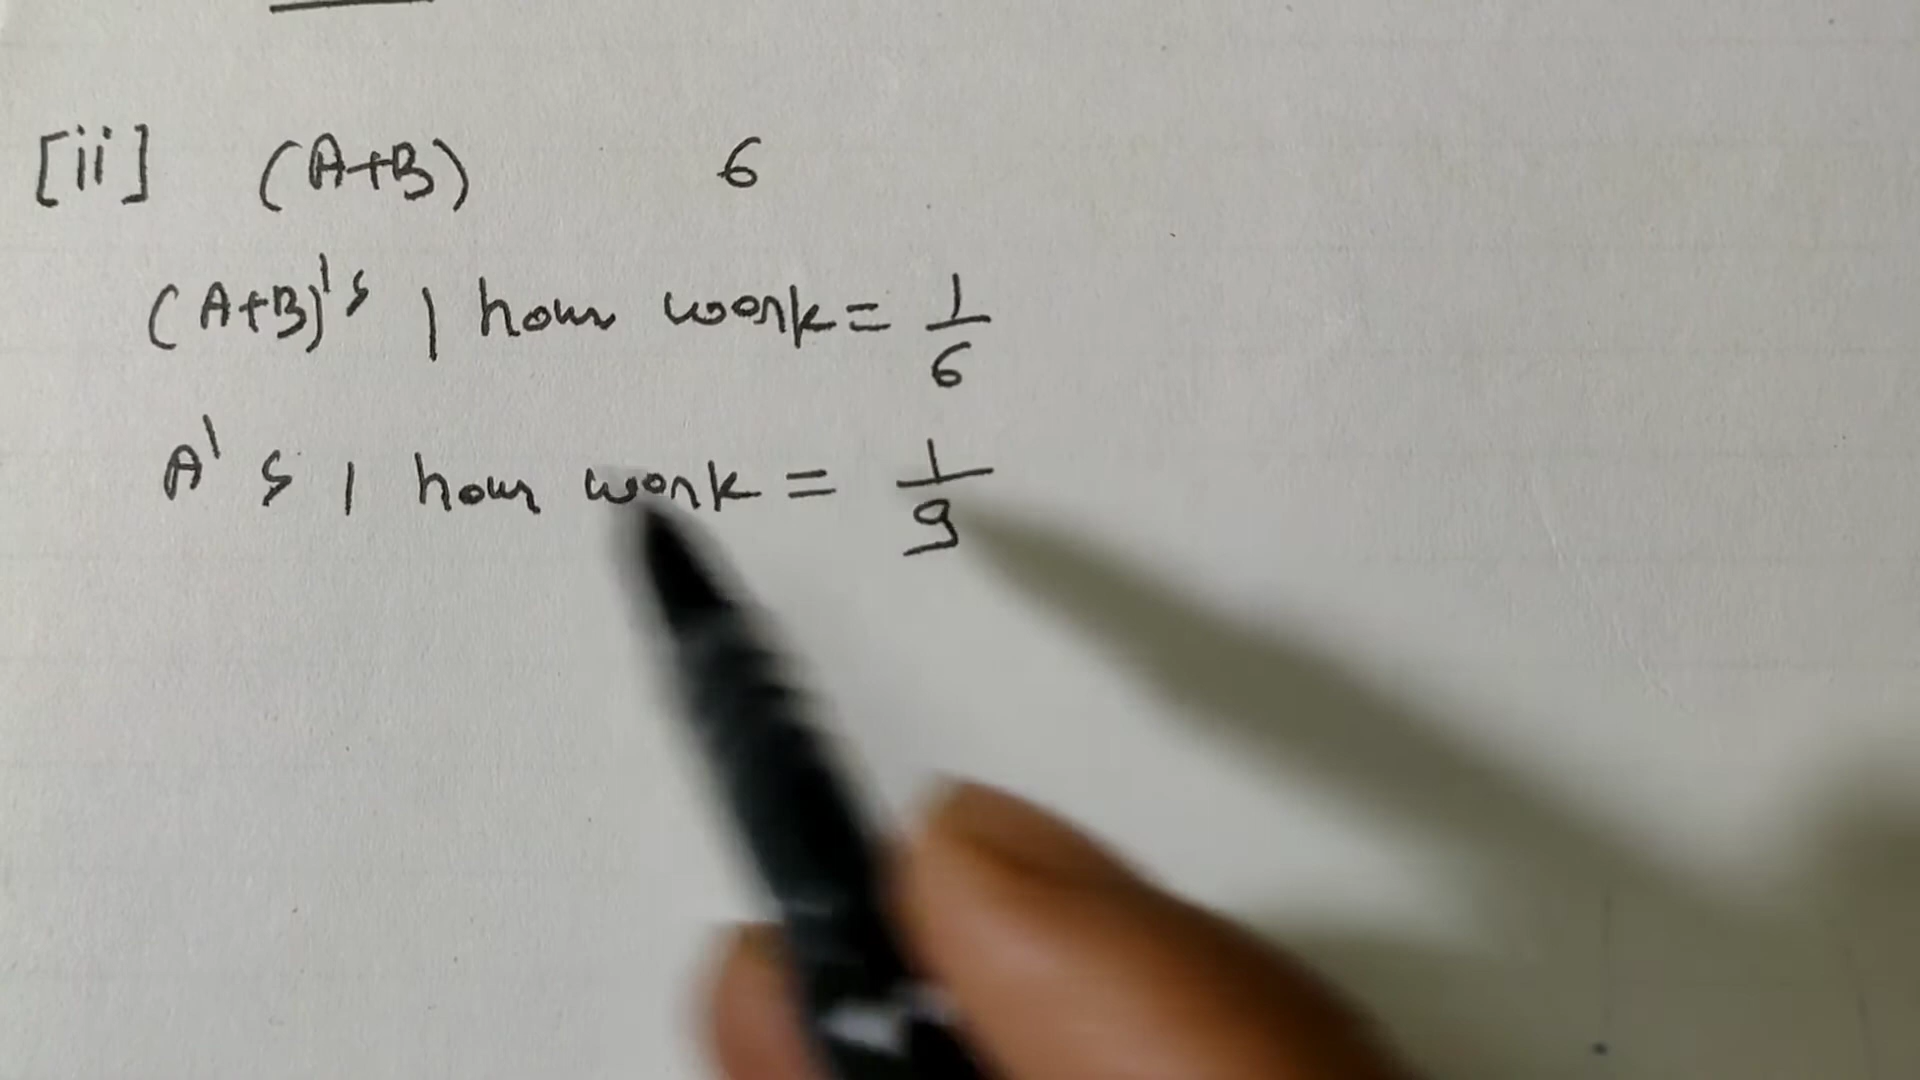 [ii] (A+B) 6
(A+B)'s 1 hour work = 1/6
A's 1 hour work = 1/9